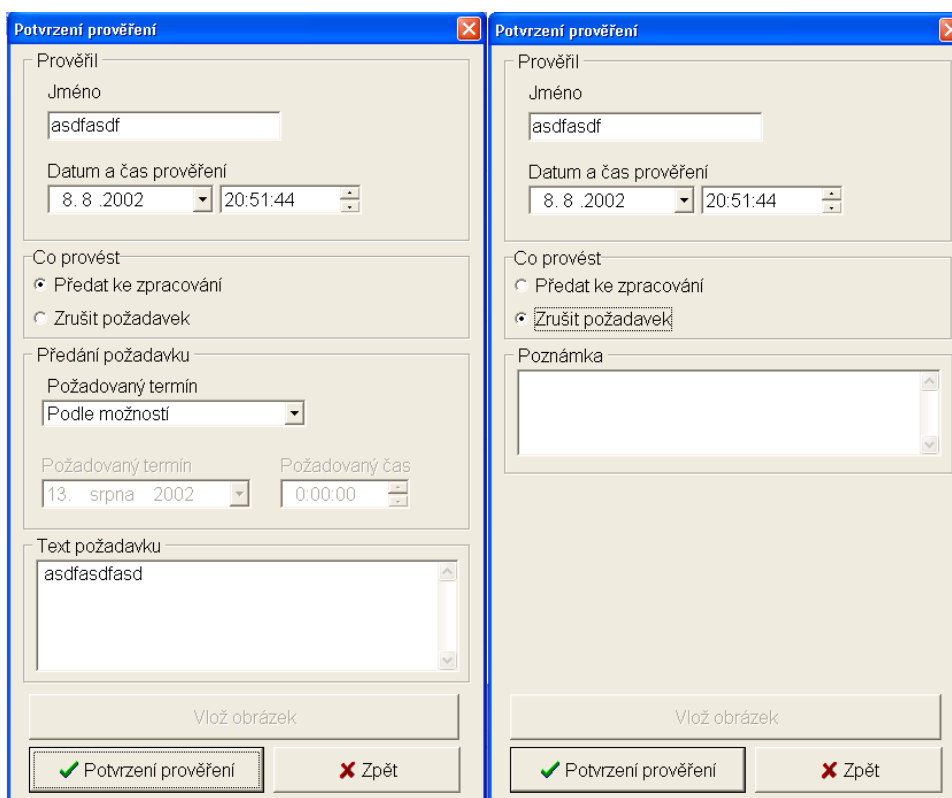 Potvrzení prověření
Prověřil
Jméno
asdfasdf
Datum a čas prověření
8. 8 .2002 20:51:44
Co provést
Předat ke zpracování
Zrušit požadavek
Předání požadavku
Požadovaný termín
Podle možností
Požadovaný termín Požadovaný čas
13. srpna 2002 0:00:00
Text požadavku
asdfasdfasd
Vlož obrázek
Potvrzení prověření Zpět
Potvrzení prověření
Prověřil
Jméno
asdfasdf
Datum a čas prověření
8. 8 .2002 20:51:44
Co provést
Předat ke zpracování
Zrušit požadavek
Poznámka
Vlož obrázek
Potvrzení prověření Zpět